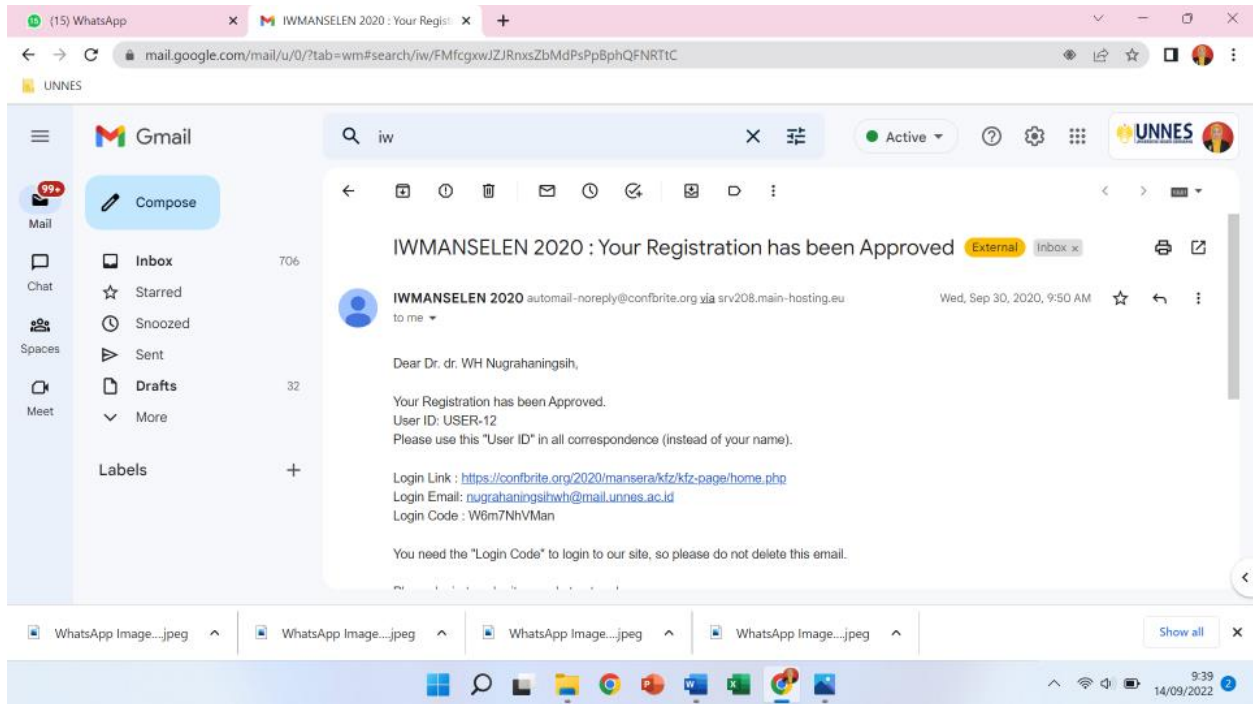 (15) WhatsApp
IWMANSELEN 2020 : Your Regist
mail.google.com/mail/u/0/?tab=wm#search/iw/FMfcgxwJZJRnxsZbMdPsPpBphQFNRTtC
UNNES
Gmail
iw
Active
UNNES
99+
Mail
Compose
Chat
Spaces
Meet
Inbox 706
Starred
Snoozed
Sent
Drafts 32
More
Labels
IWMANSELEN 2020 : Your Registration has been Approved External Inbox x
IWMANSELEN 2020 automail-noreply@confbrite.org via srv208.main-hosting.eu Wed, Sep 30, 2020, 9:50 AM
to me
Dear Dr. dr. WH Nugrahaningsih,
Your Registration has been Approved.
User ID: USER-12
Please use this "User ID" in all correspondence (instead of your name).
Login Link : https://confbrite.org/2020/mansera/kfz/kfz-page/home.php
Login Email: nugrahaningsihwh@mail.unnes.ac.id
Login Code : W6m7NhVMan
You need the "Login Code" to login to our site, so please do not delete this email.
WhatsApp Image....jpeg
WhatsApp Image....jpeg
WhatsApp Image....jpeg
WhatsApp Image....jpeg
Show all
9:39
14/09/2022
2